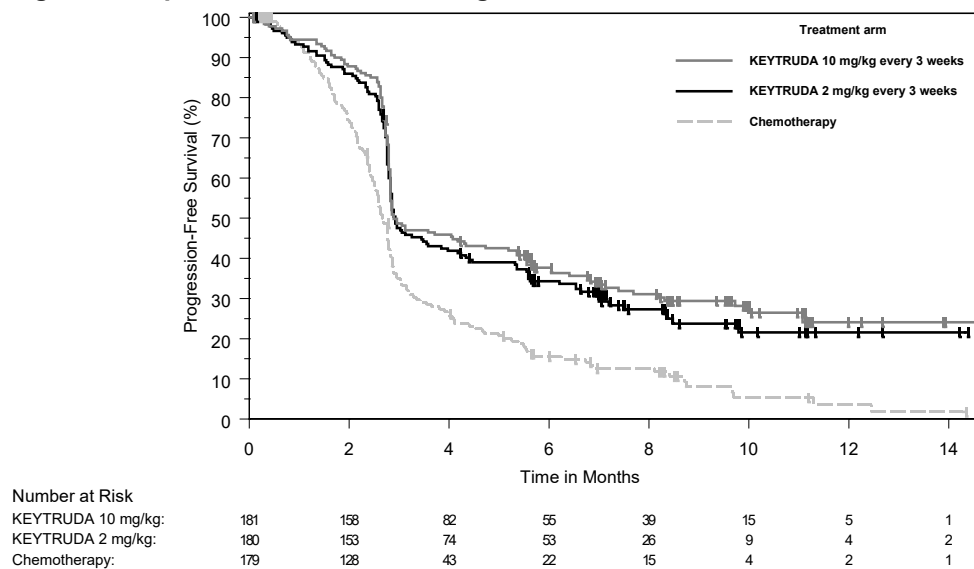 Treatment arm
KEYTRUDA 10 mg/kg every 3 weeks
KEYTRUDA 2 mg/kg every 3 weeks
Chemotherapy
Progression-Free Survival (%)
100
90
80
70
60
50
40
30
20
10
0
0 2 4 6 8 10 12 14
Time in Months
Number at Risk
KEYTRUDA 10 mg/kg: 181 158 82 55 39 15 5 1
KEYTRUDA 2 mg/kg: 180 153 74 53 26 9 4 2
Chemotherapy: 179 128 43 22 15 4 2 1